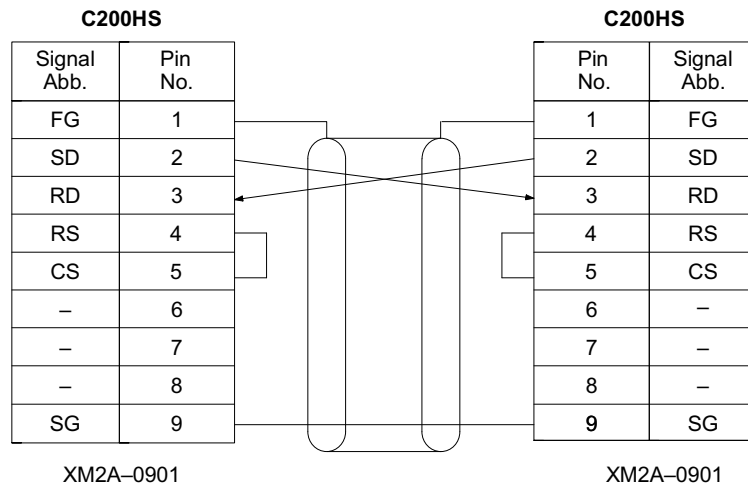 C200HS C200HS
Signal Abb. Pin No. Pin No. Signal Abb.
FG 1 1 FG
SD 2 2 SD
RD 3 3 RD
RS 4 4 RS
CS 5 5 CS
– 6 6 –
– 7 7 –
– 8 8 –
SG 9 9 SG
XM2A–0901 XM2A–0901